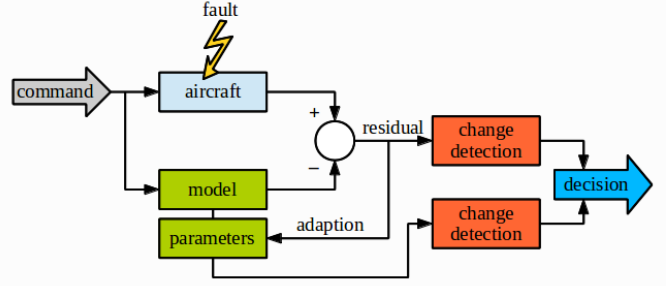 fault
command
aircraft
+
residual
change
detection
−
model
decision
parameters
adaption
change
detection